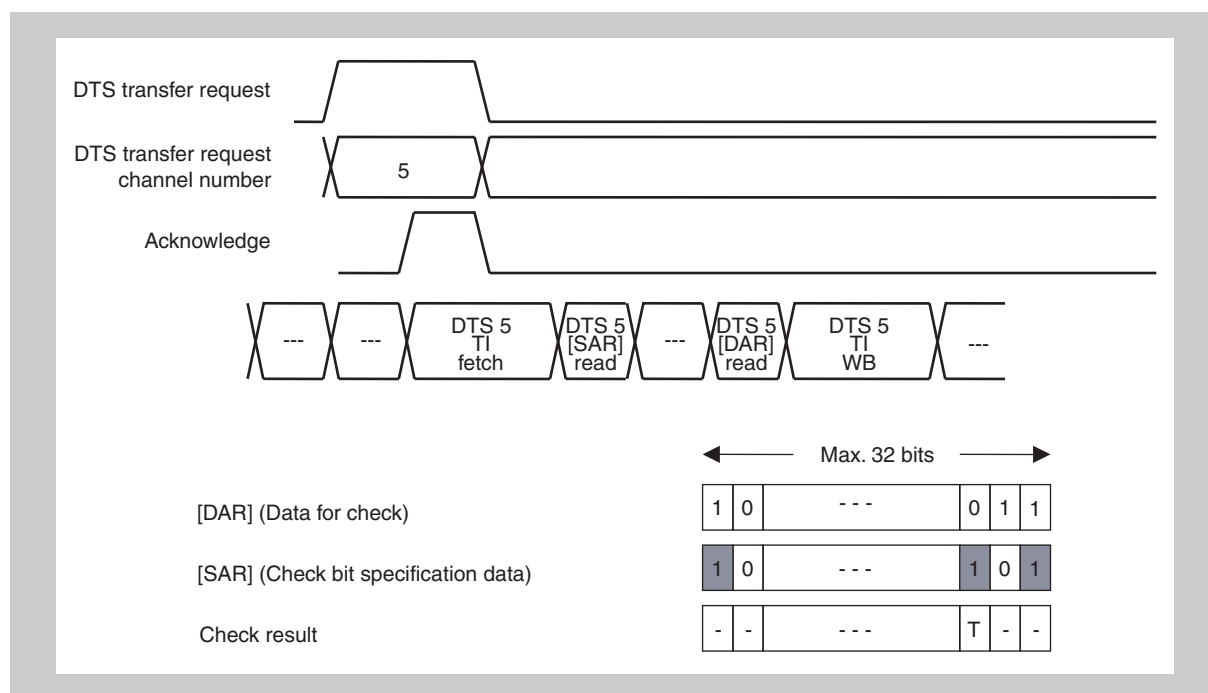 DTS transfer request
DTS transfer request
channel number
5
Acknowledge
--- --- DTS 5 DTS 5 --- DTS 5 DTS 5 ---
TI [SAR] [DAR] TI
fetch read read WB
Max. 32 bits
[DAR] (Data for check) 1 0 - - - 0 1 1
[SAR] (Check bit specification data) 1 0 - - - 1 0 1
Check result - - - - - T - -